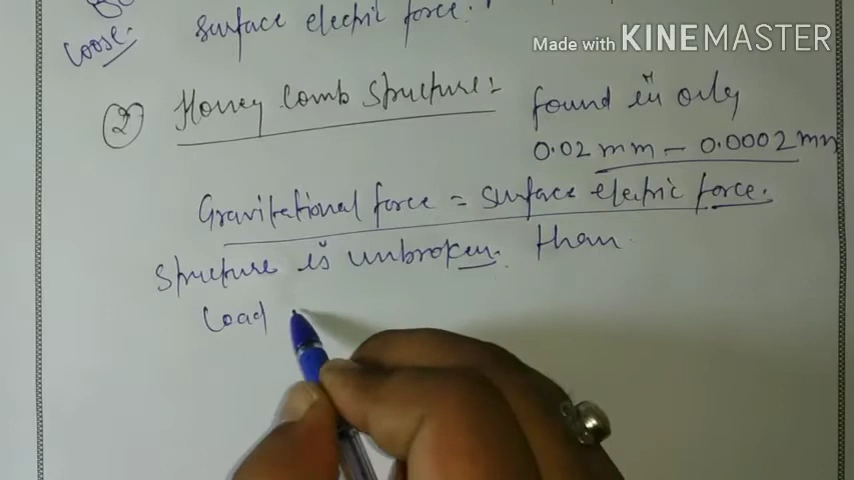 surface electric force.
Loose.
Made with KINEMASTER
② Honey Comb Structure:
found in only
0.02 mm - 0.0002 mm
Gravitational force = surface electric force.
Structure is unbroken. than
Load